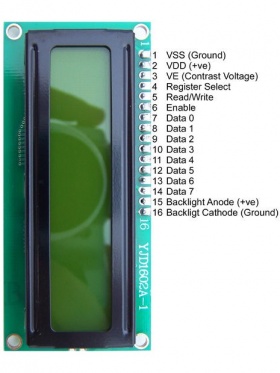 1
1 VSS (Ground)
2 VDD (+ve)
3 VE (Contrast Voltage)
4 Register Select
5 Read/Write
6 Enable
7 Data 0
8 Data 1
9 Data 2
10 Data 3
11 Data 4
12 Data 5
13 Data 6
14 Data 7
15 Backlight Anode (+ve)
16 Backligt Cathode (Ground)
16
YJD1602A-1